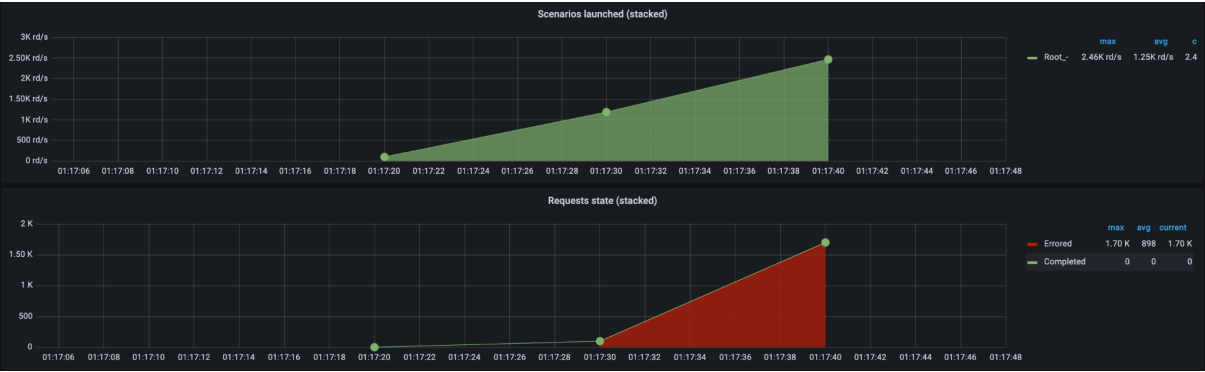 Scenarios launched (stacked)
3K rd/s
2.50K rd/s
2K rd/s
1.50K rd/s
1K rd/s
500 rd/s
0 rd/s
01:17:06 01:17:08 01:17:10 01:17:12 01:17:14 01:17:16 01:17:18 01:17:20 01:17:22 01:17:24 01:17:26 01:17:28 01:17:30 01:17:32 01:17:34 01:17:36 01:17:38 01:17:40 01:17:42 01:17:44 01:17:46 01:17:48
max avg c
Root_- 2.46K rd/s 1.25K rd/s 2.4
Requests state (stacked)
2 K
1.50 K
1 K
500
0
01:17:06 01:17:08 01:17:10 01:17:12 01:17:14 01:17:16 01:17:18 01:17:20 01:17:22 01:17:24 01:17:26 01:17:28 01:17:30 01:17:32 01:17:34 01:17:36 01:17:38 01:17:40 01:17:42 01:17:44 01:17:46 01:17:48
max avg current
Errored 1.70 K 898 1.70 K
Completed 0 0 0